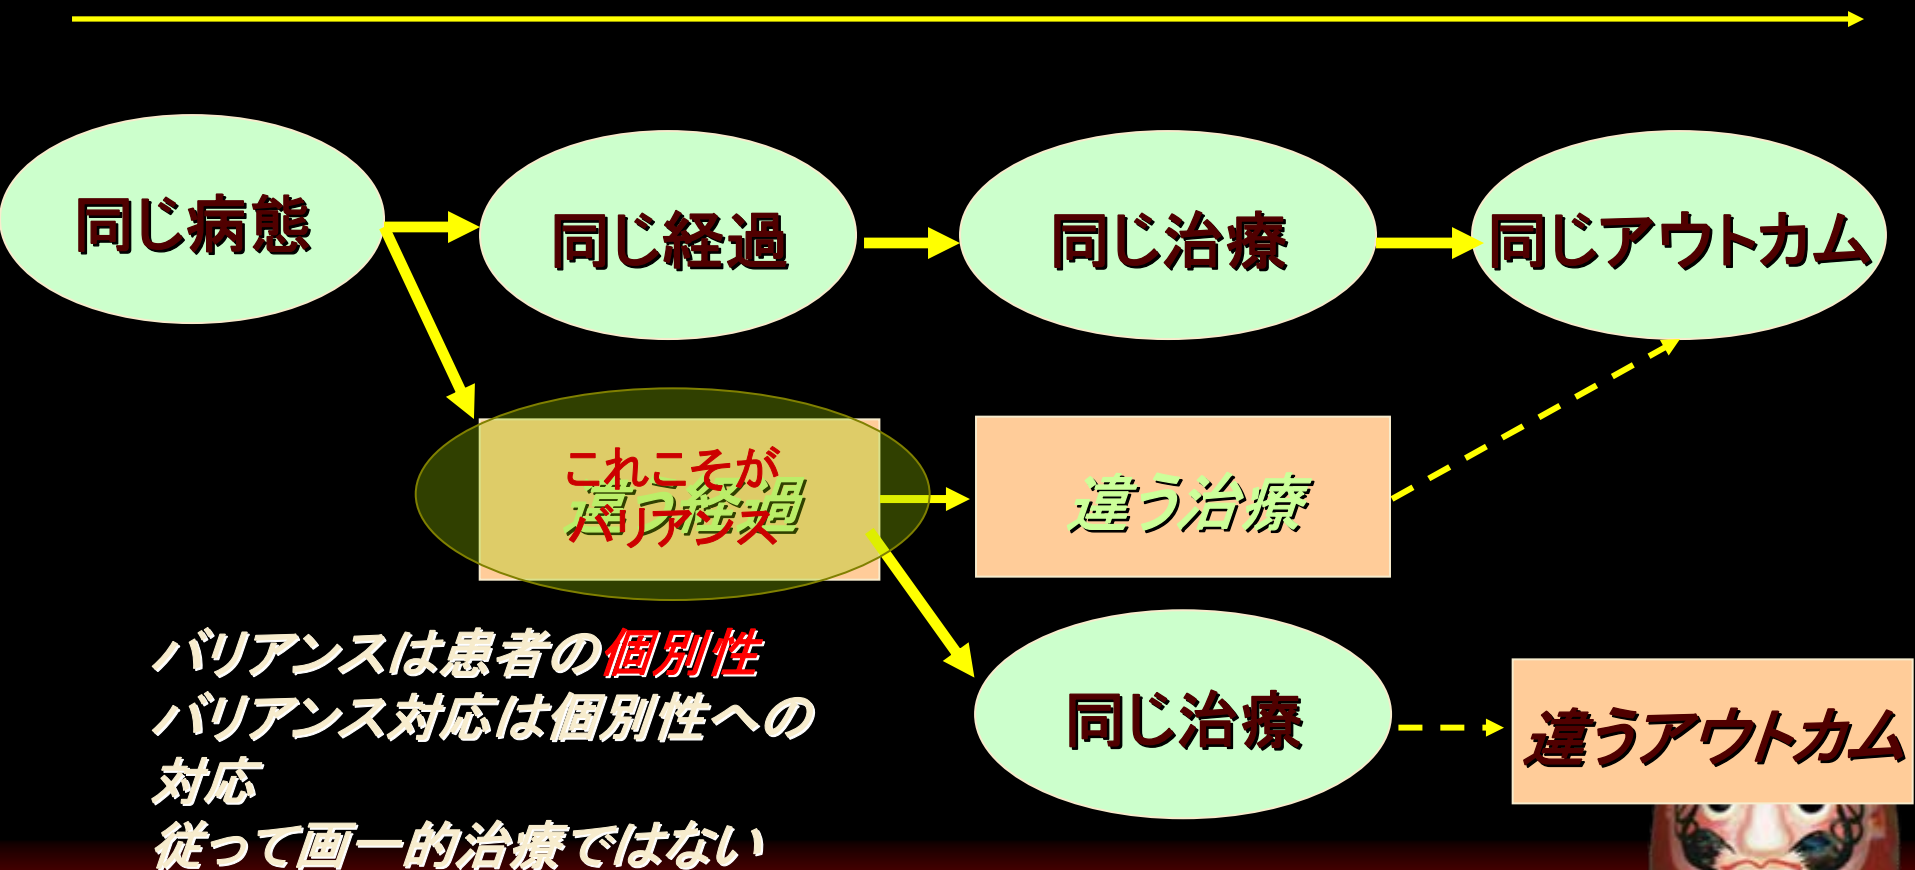 同じ病態
同じ経過
同じ治療
同じアウトカム
これこそが
バリアンス
違う経過
違う治療
同じ治療
違うアウトカム
バリアンスは患者の個別性
バリアンス対応は個別性への
対応
従って画一的治療ではない